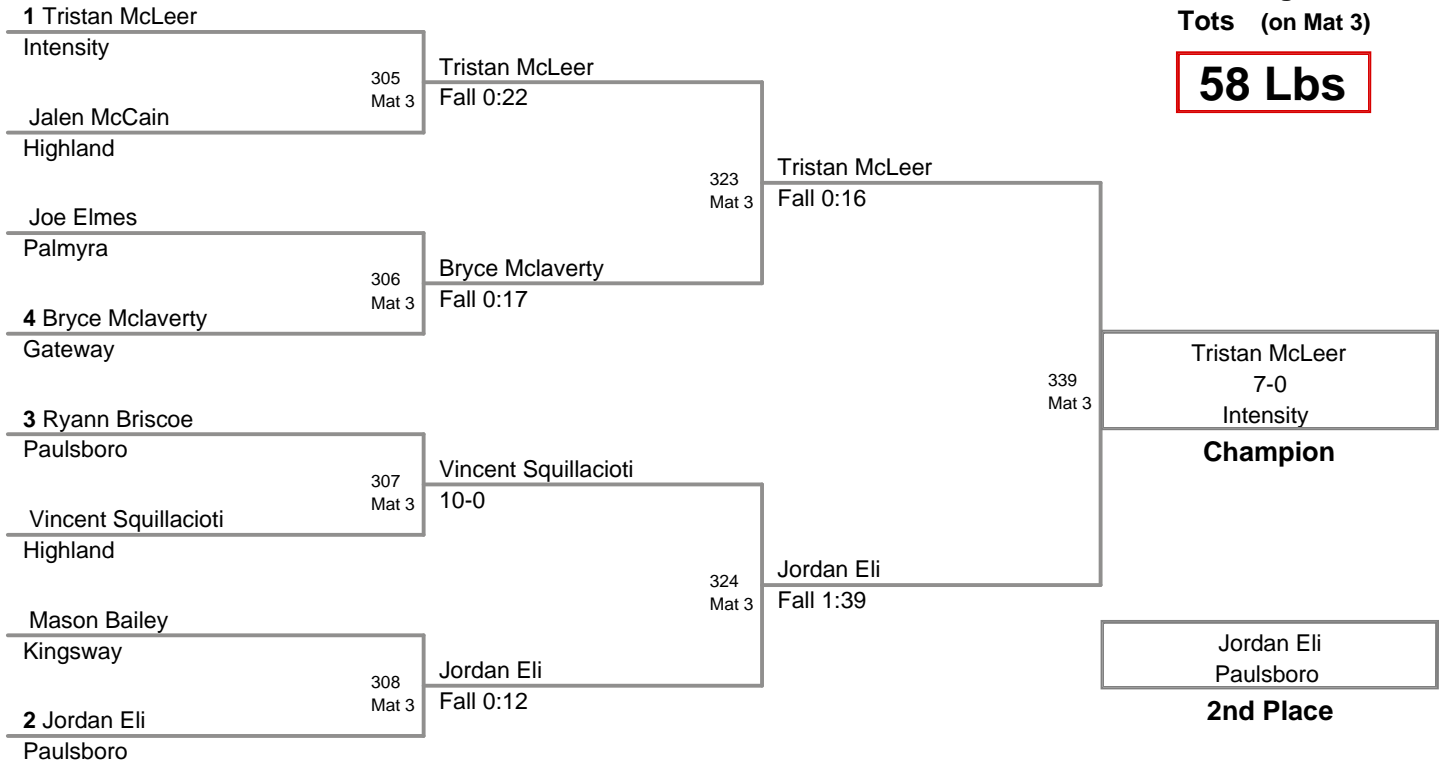 Tots (on Mat 3)
58 Lbs
1 Tristan McLeer
Intensity
305
Mat 3
Jalen McCain
Highland
Tristan McLeer
Fall 0:22
Joe Elmes
Palmyra
306
Mat 3
4 Bryce Mclaverty
Gateway
Bryce Mclaverty
Fall 0:17
323
Mat 3
Tristan McLeer
Fall 0:16
3 Ryann Briscoe
Paulsboro
307
Mat 3
Vincent Squillacioti
Highland
Vincent Squillacioti
10-0
Mason Bailey
Kingsway
308
Mat 3
2 Jordan Eli
Paulsboro
Jordan Eli
Fall 0:12
324
Mat 3
Jordan Eli
Fall 1:39
339
Mat 3
Tristan McLeer
7-0
Intensity
Champion
Jordan Eli
Paulsboro
2nd Place